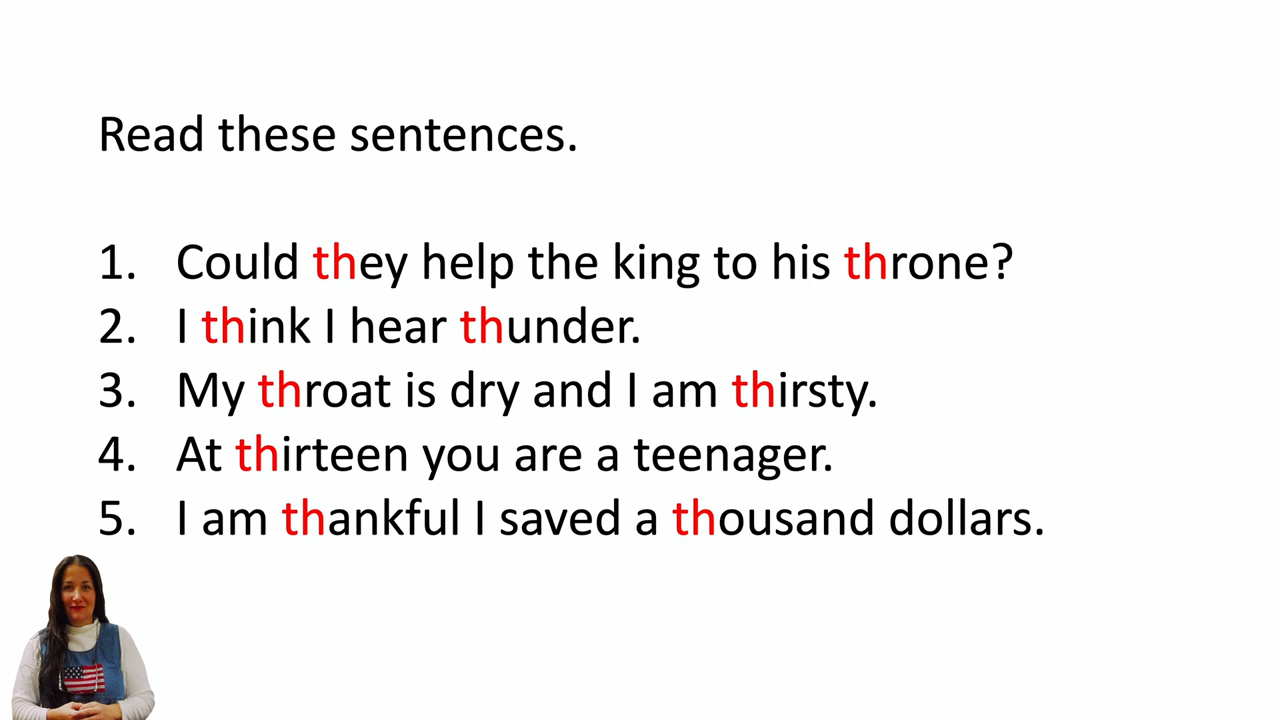 Read these sentences.
1. Could they help the king to his throne?
2. I think I hear thunder.
3. My throat is dry and I am thirsty.
4. At thirteen you are a teenager.
5. I am thankful I saved a thousand dollars.